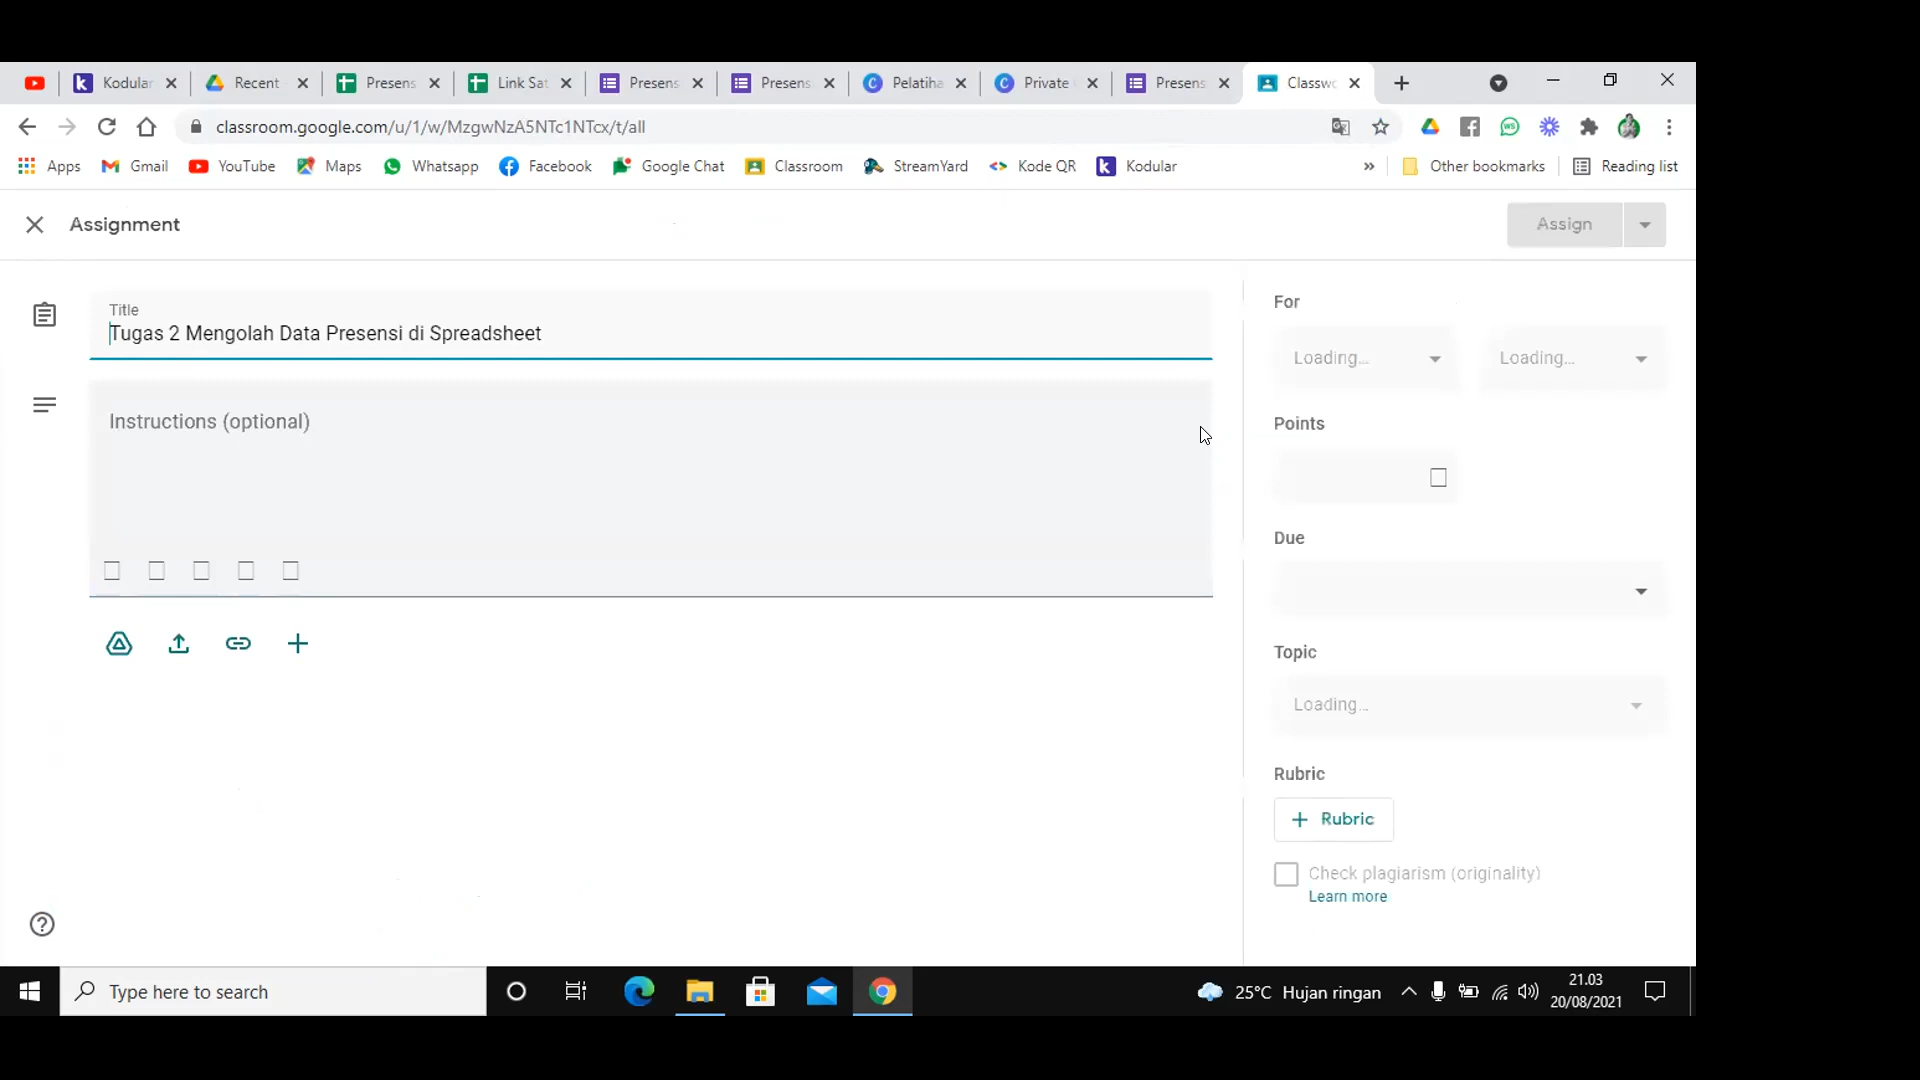 Kodular
Recent
Presens
Link Sat
Presens
Presens
Pelatiha
Private
Presens
Classwo
classroom.google.com/u/1/w/MzgwNzA5NTc1NTcx/t/all
Apps
Gmail
YouTube
Maps
Whatsapp
Facebook
Google Chat
Classroom
StreamYard
Kode QR
Kodular
»
Other bookmarks
Reading list
Assignment
Assign
Title
Tugas 2 Mengolah Data Presensi di Spreadsheet
Instructions (optional)
For
Loading...
Loading...
Points
Due
Topic
Loading...
Rubric
Rubric
Check plagiarism (originality)
Learn more
Type here to search
25°C Hujan ringan
21.03
20/08/2021